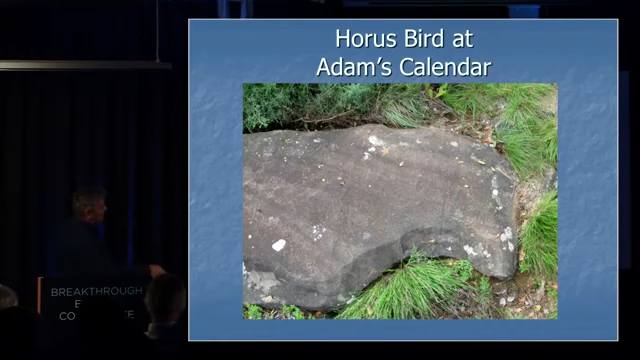 Horus Bird at
Adam's Calendar
BREAKTHROUGH
E
CO